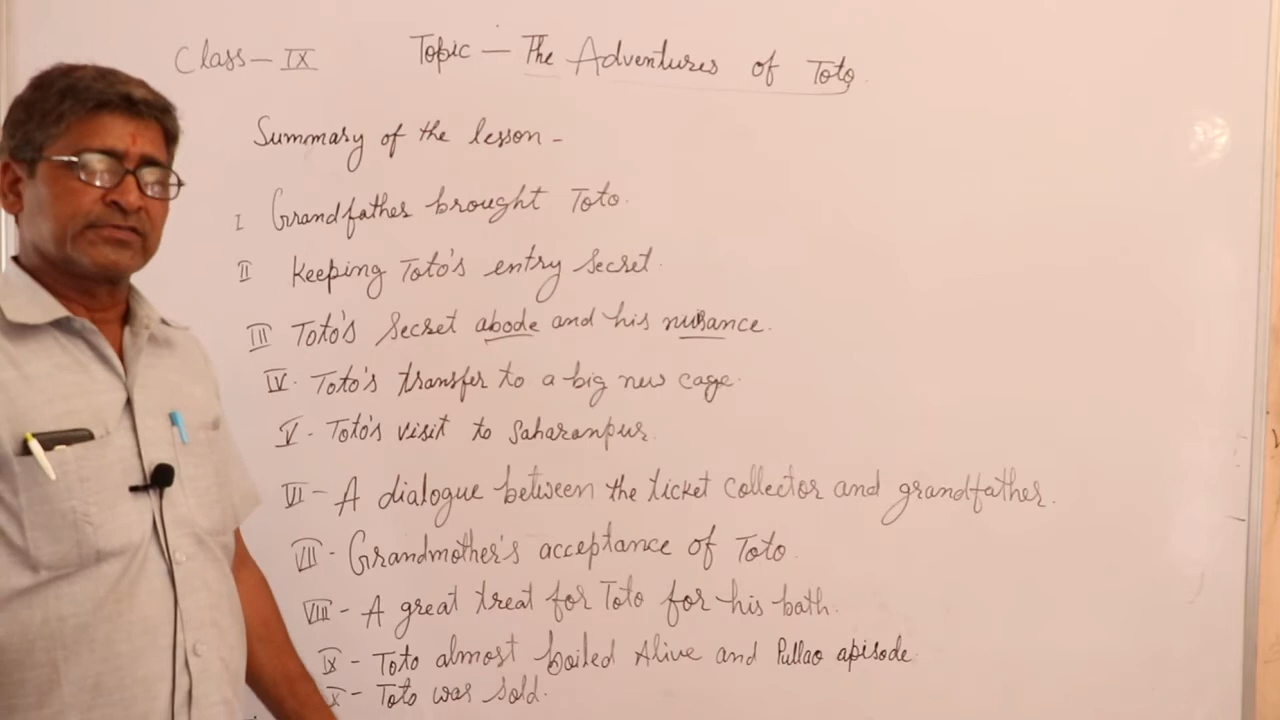 Class - IX Topic - The Adventures of Toto
Summary of the lesson -
I Grandfather brought Toto.
II Keeping Toto's entry secret.
III Toto's secret abode and his nuisance.
IV. Toto's transfer to a big new cage.
V. Toto's visit to Saharanpur.
VI - A dialogue between the ticket collector and grandfather.
VII - Grandmother's acceptance of Toto.
VIII - A great treat for Toto for his bath.
IX - Toto almost boiled Alive and Pullao apisode
X - Toto was sold.